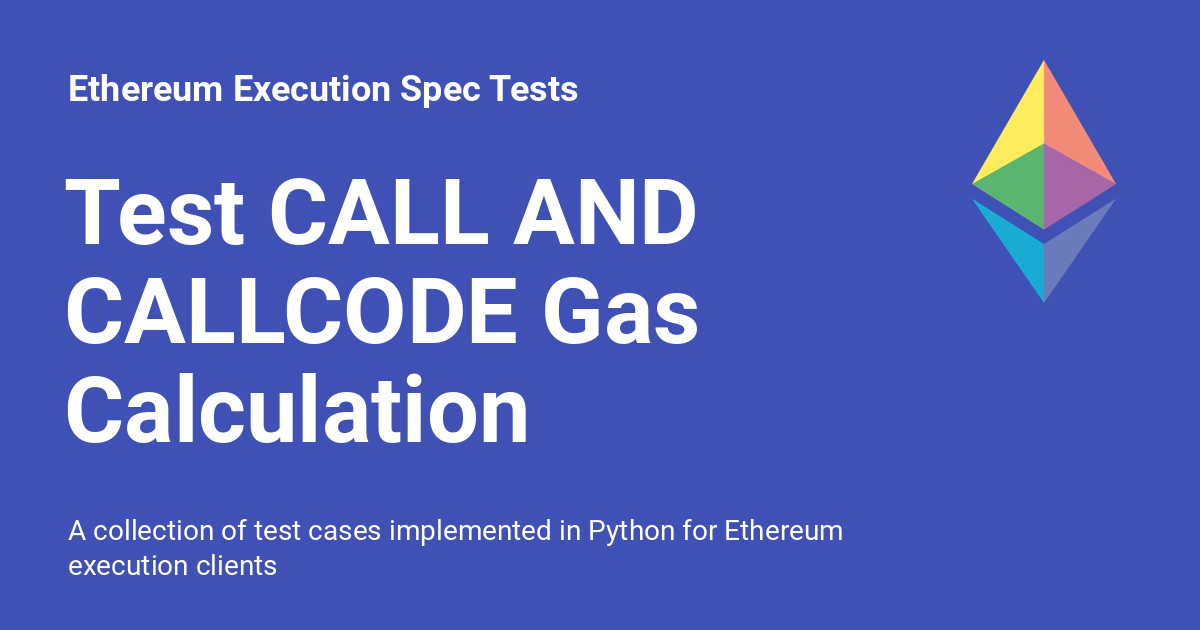 Ethereum Execution Spec Tests
Test CALL AND
CALLCODE Gas
Calculation
A collection of test cases implemented in Python for Ethereum
execution clients